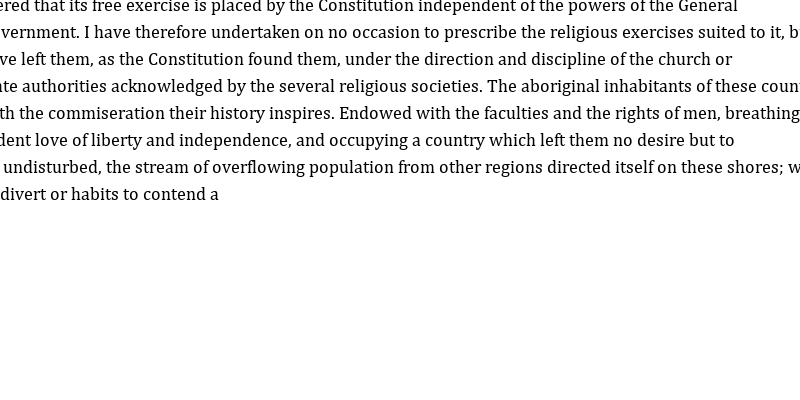 ered that its free exercise is placed by the Constitution independent of the powers of the General
vernment. I have therefore undertaken on no occasion to prescribe the religious exercises suited to it, b
ve left them, as the Constitution found them, under the direction and discipline of the church or
te authorities acknowledged by the several religious societies. The aboriginal inhabitants of these coun
th the commiseration their history inspires. Endowed with the faculties and the rights of men, breathing
dent love of liberty and independence, and occupying a country which left them no desire but to
undisturbed, the stream of overflowing population from other regions directed itself on these shores; w
divert or habits to contend a